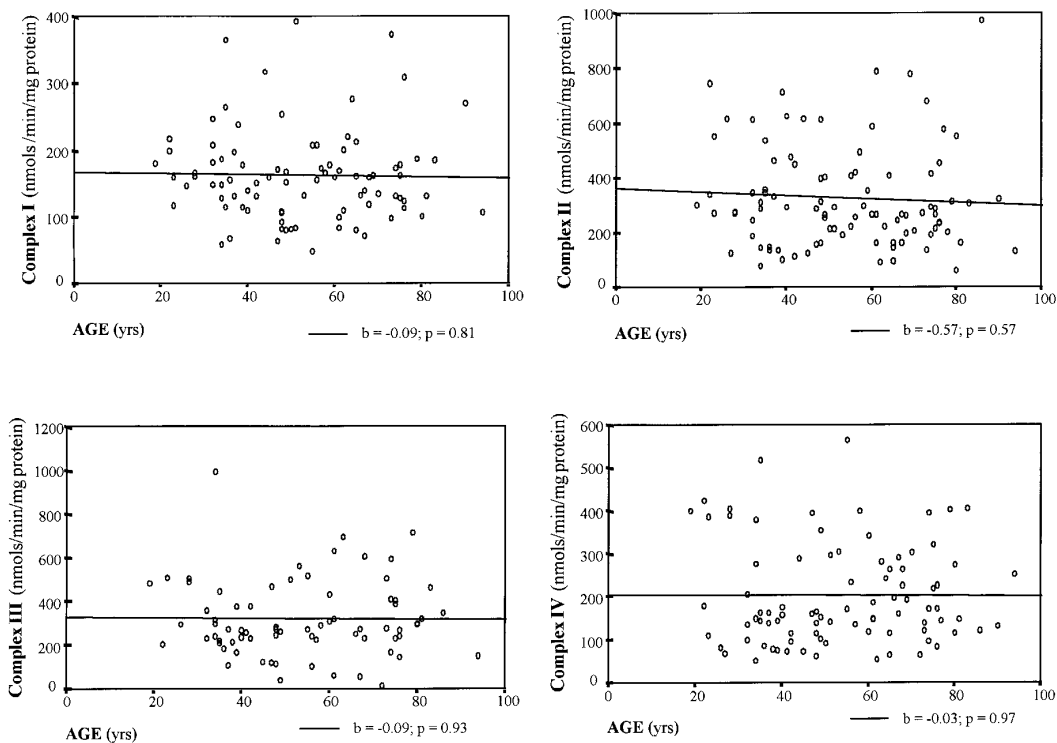 Complex I (nmols/min/mg protein)
400
300
200
100
0
0 20 40 60 80 100
AGE (yrs)
b = -0.09; p = 0.81
Complex II (nmols/min/mg protein)
1000
800
600
400
200
0
0 20 40 60 80 100
AGE (yrs)
b = -0.57; p = 0.57
Complex III (nmols/min/mg protein)
1200
1000
800
600
400
200
0
0 20 40 60 80 100
AGE (yrs)
b = -0.09; p = 0.93
Complex IV (nmols/min/mg protein)
600
500
400
300
200
100
0
0 20 40 60 80 100
AGE (yrs)
b = -0.03; p = 0.97